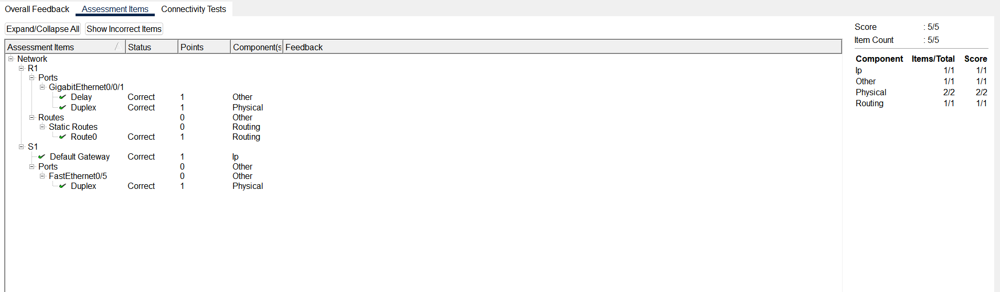 Overall Feedback Assessment Items Connectivity Tests
Expand/Collapse All Show Incorrect Items
Score : 5/5
Item Count : 5/5
Assessment Items Status Points Component(s Feedback
Network
R1
Ports
GigabitEthernet0/0/1
Delay Correct 1 Other
Duplex Correct 1 Physical
Routes 0 Other
Static Routes 0 Routing
Route0 Correct 1 Routing
S1
Default Gateway Correct 1 Ip
Ports 0 Other
FastEthernet0/5 0 Other
Duplex Correct 1 Physical
Component Items/Total Score
Ip 1/1 1/1
Other 1/1 1/1
Physical 2/2 2/2
Routing 1/1 1/1